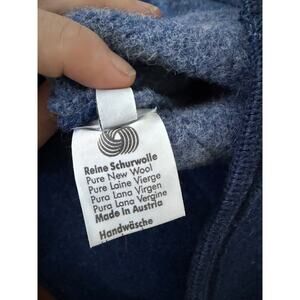 Reine Schurwolle
Pure New Wool
Pure Laine Vierge
Pura Lana Virgen
Pura Lana Vergine
Made in Austria
Handwäsche